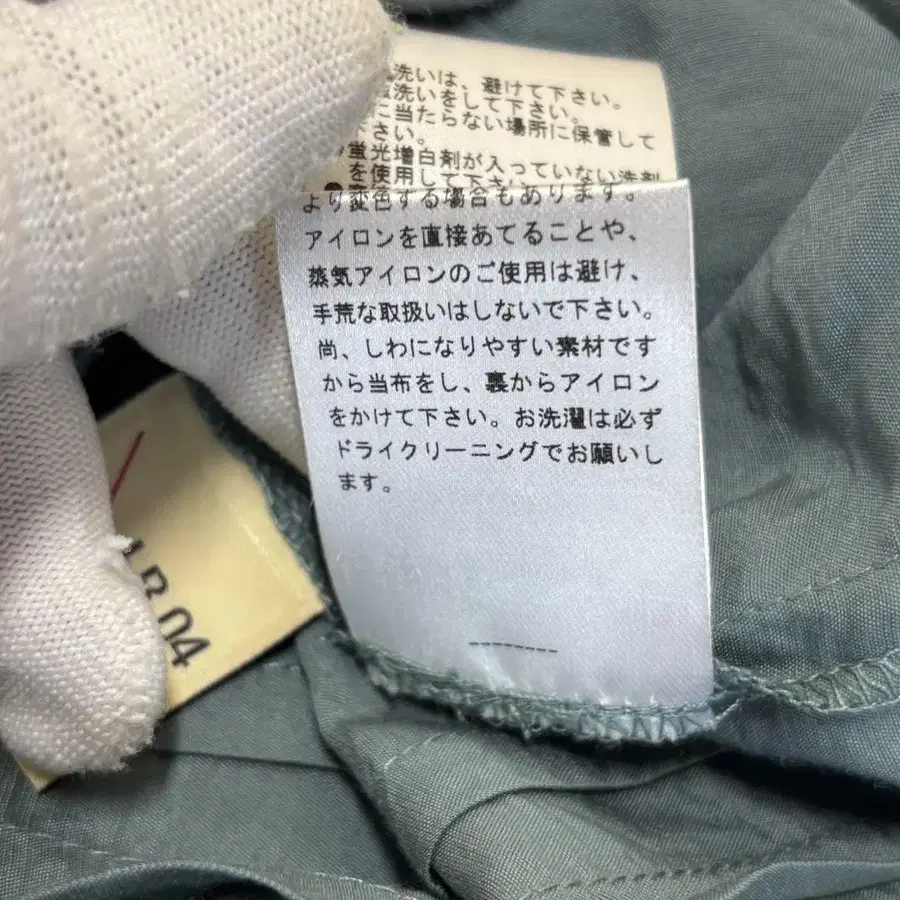 洗いは、避けて下さい。
洗いをして下さい。
に当たらない場所に保管して
下さい。
蛍光増白剤が入っていない洗剤
を使用して下さ
より変色する場合もあります。
アイロンを直接あてることや、
蒸気アイロンのご使用は避け、
手荒な取扱いはしないで下さい。
尚、しわになりやすい素材です
から当布をし、裏からアイロン
をかけて下さい。お洗濯は必ず
ドライクリーニングでお願いし
ます。
04